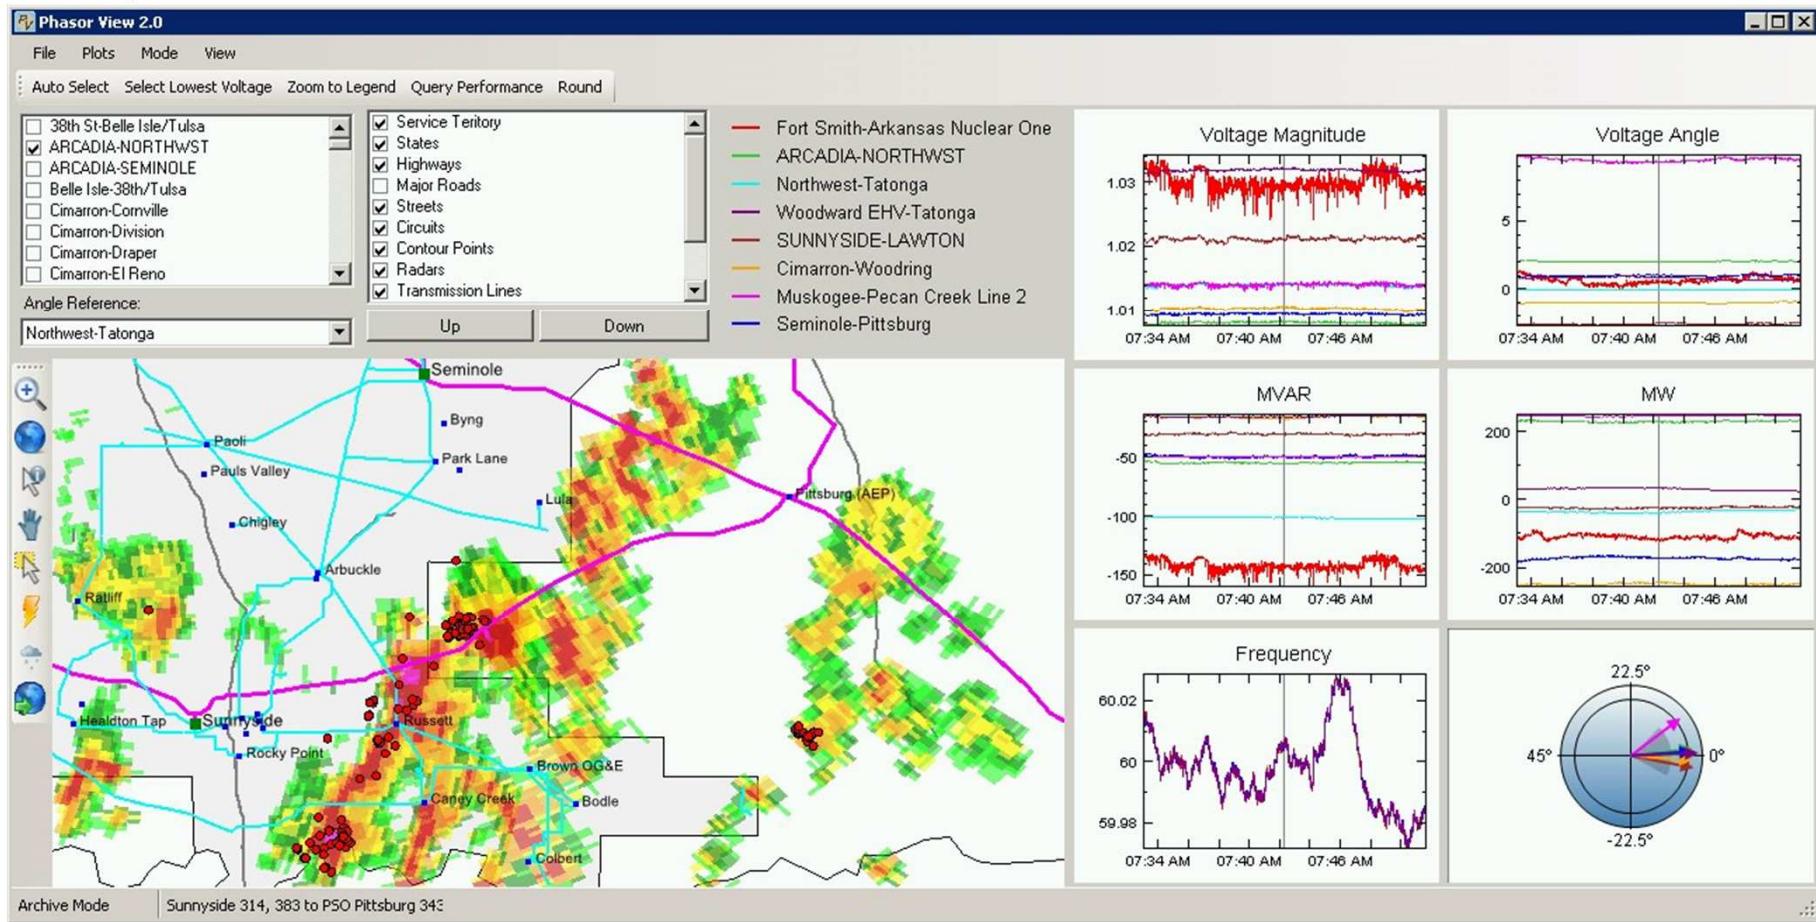 Phasor View 2.0
File Plots Mode View
Auto Select Select Lowest Voltage Zoom to Legend Query Performance Round
38th St-Belle Isle/Tulsa
ARCADIA-NORTHWST
ARCADIA-SEMINOLE
Belle Isle-38th/Tulsa
Cimarron-Cornville
Cimarron-Division
Cimarron-Draper
Cimarron-El Reno
Angle Reference:
Northwest-Tatonga
Service Teritory
States
Highways
Major Roads
Streets
Circuits
Contour Points
Radars
Transmission Lines
Up Down
Fort Smith-Arkansas Nuclear One
ARCADIA-NORTHWST
Northwest-Tatonga
Woodward EHV-Tatonga
SUNNYSIDE-LAWTON
Cimarron-Woodring
Muskogee-Pecan Creek Line 2
Seminole-Pittsburg
Voltage Magnitude
1.03
1.02
1.01
07:34 AM 07:40 AM 07:46 AM
Voltage Angle
5
0
07:34 AM 07:40 AM 07:46 AM
Seminole
Byng
Paoli
Park Lane
Pauls Valley
Pittsburg (AEP)
Lula
Chigley
Arbuckle
Ratliff
Healdton Tap
Sunnyside
Russett
Rocky Point
Brown OG&E
Caney Creek
Bodle
Colbert
MVAR
-50
-100
-150
07:34 AM 07:40 AM 07:46 AM
MW
200
0
-200
07:34 AM 07:40 AM 07:46 AM
Frequency
60.02
60
59.98
07:34 AM 07:40 AM 07:46 AM
22.5°
45° 0°
-22.5°
Archive Mode Sunnyside 314, 383 to PSO Pittsburg 343